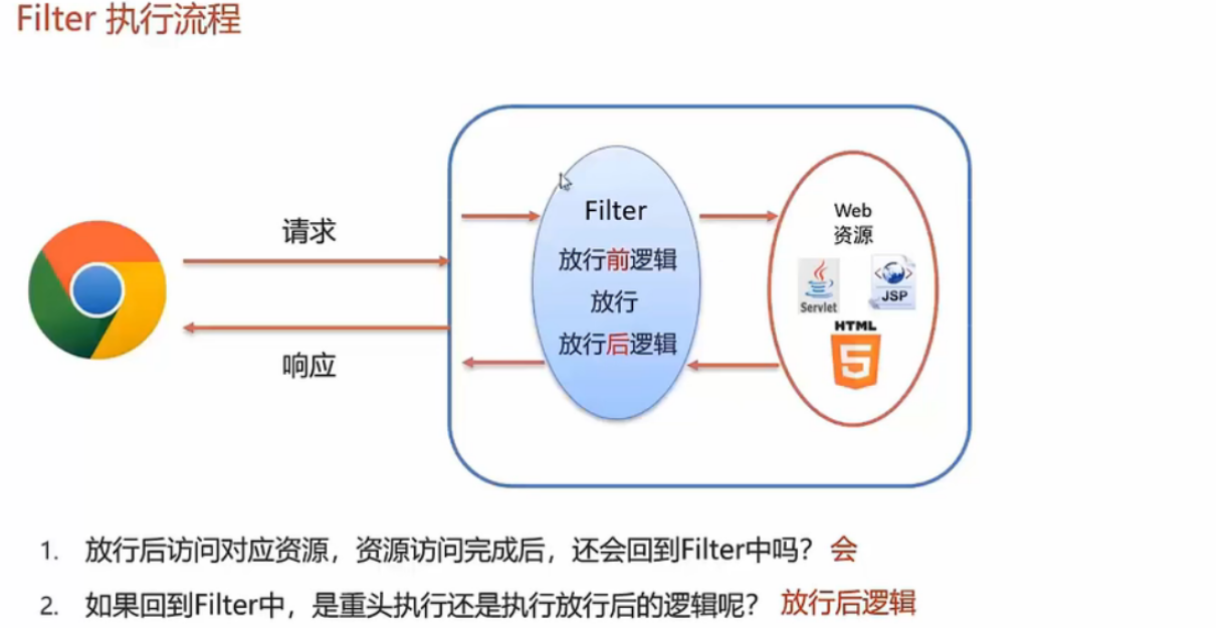 Filter 执行流程
请求
响应
Filter
放行前逻辑
放行
放行后逻辑
Web
资源
Servlet
JSP
HTML
5
1. 放行后访问对应资源，资源访问完成后，还会回到Filter中吗？会
2. 如果回到Filter中，是重头执行还是执行放行后的逻辑呢？放行后逻辑